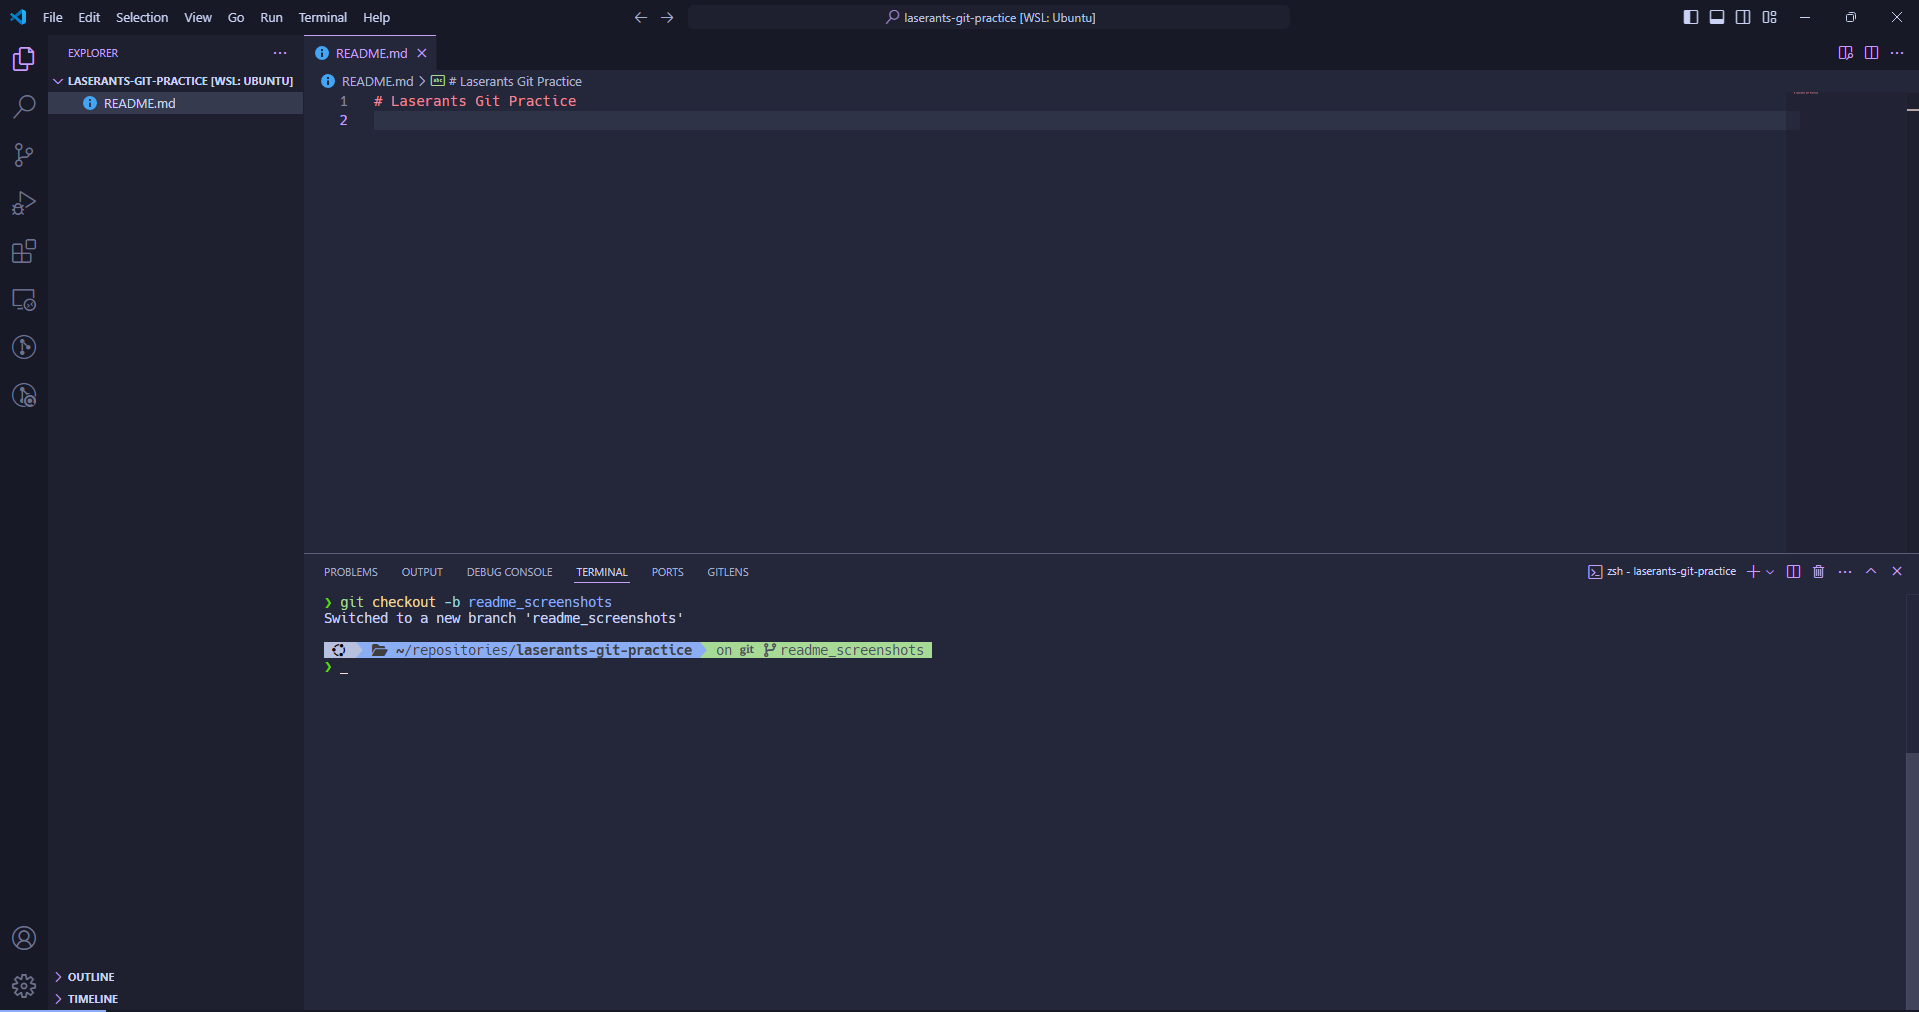 File Edit Selection View Go Run Terminal Help
laserants-git-practice [WSL: Ubuntu]
EXPLORER
LASERANTS-GIT-PRACTICE [WSL: UBUNTU]
README.md
OUTLINE
TIMELINE
README.md
README.md > # Laserants Git Practice
1 # Laserants Git Practice
2
PROBLEMS OUTPUT DEBUG CONSOLE TERMINAL PORTS GITLENS
zsh - laserants-git-practice
❯ git checkout -b readme_screenshots
Switched to a new branch 'readme_screenshots'
~/repositories/laserants-git-practice on git readme_screenshots
❯ _